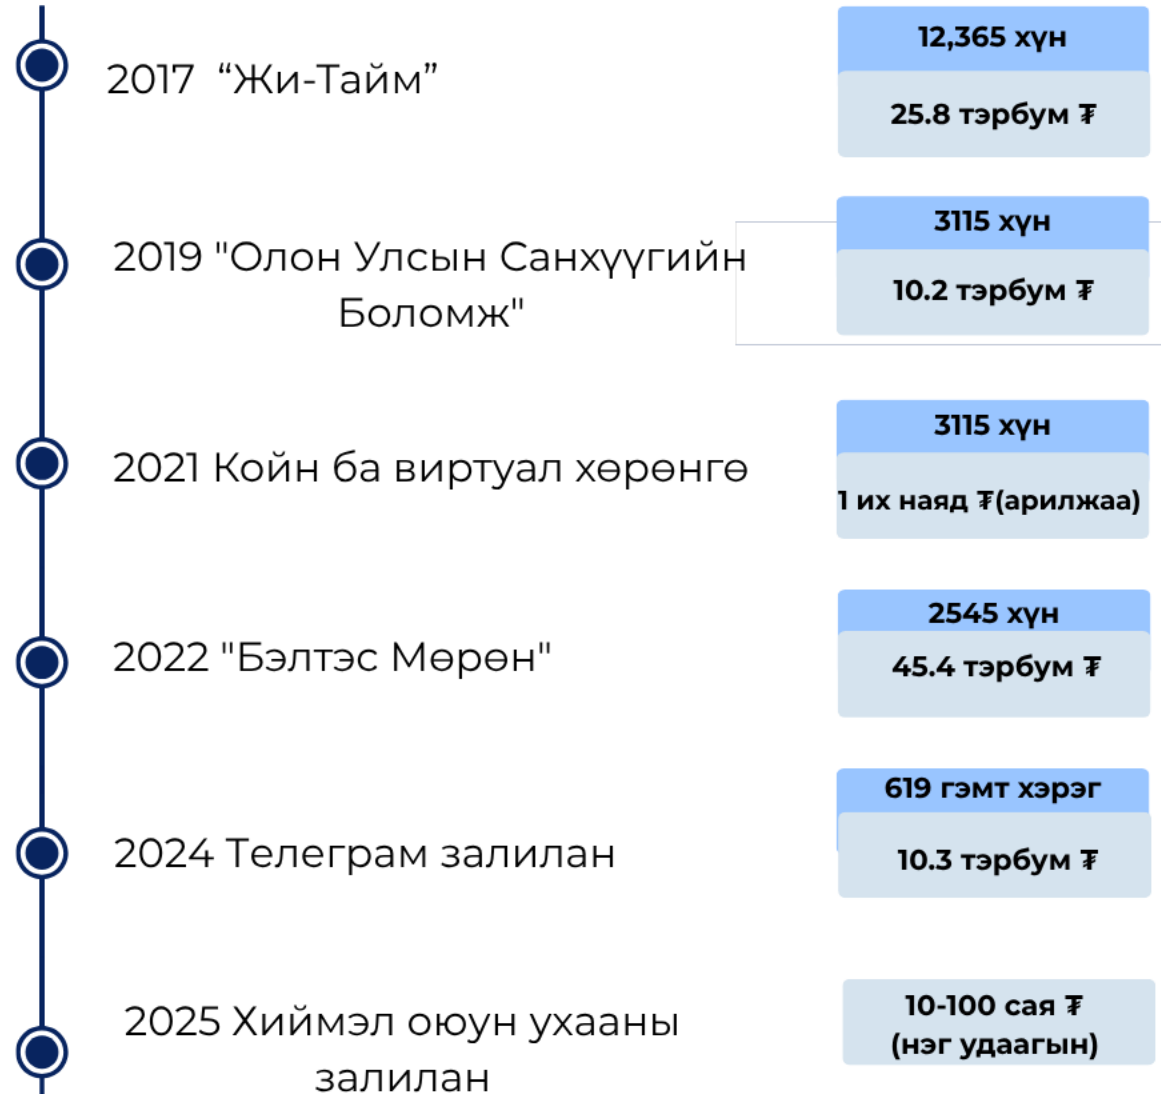 2017 “Жи-Тайм”
12,365 хүн
25.8 тэрбум ₮
2019 "Олон Улсын Санхүүгийн
Боломж"
3115 хүн
10.2 тэрбум ₮
2021 Койн ба виртуал хөрөнгө
3115 хүн
1 их наяд ₮(арилжаа)
2022 "Бэлтэс Мөрөн"
2545 хүн
45.4 тэрбум ₮
2024 Телеграм залилан
619 гэмт хэрэг
10.3 тэрбум ₮
2025 Хиймэл оюун ухааны
залилан
10-100 сая ₮
(нэг удаагын)